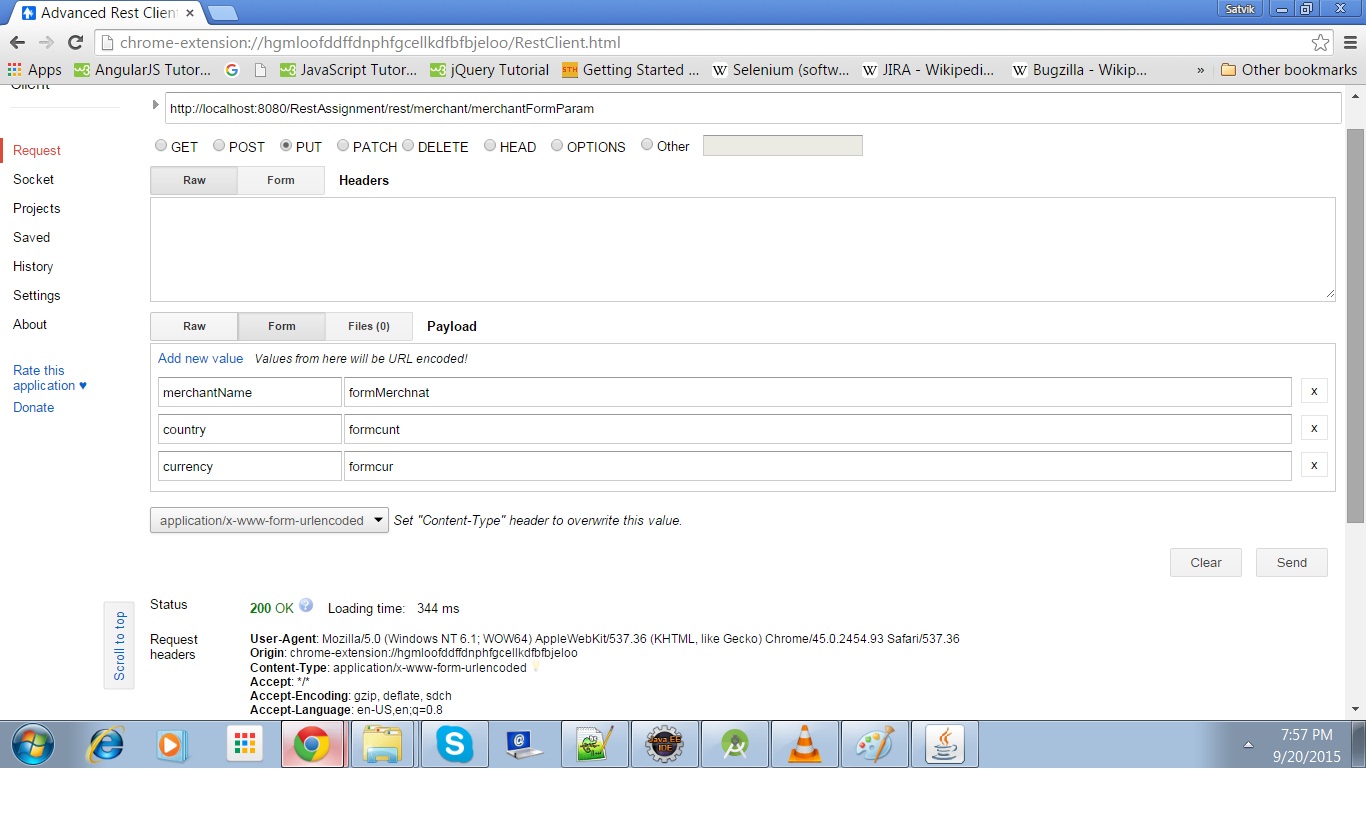 Advanced Rest Client × Satvik
chrome-extension://hgmloofddffdnphfgcellkdfbfbjeloo/RestClient.html
Apps AngularJS Tutor... JavaScript Tutor... jQuery Tutorial Getting Started ... Selenium (softw... JIRA - Wikipedi... Bugzilla - Wikip... » Other bookmarks
Client
http://localhost:8080/RestAssignment/rest/merchant/merchantFormParam
GET POST PUT PATCH DELETE HEAD OPTIONS Other
Request
Socket
Projects
Saved
History
Settings
About
Rate this
application ♥
Donate
Raw Form Headers
Raw Form Files (0) Payload
Add new value Values from here will be URL encoded!
merchantName formMerchnat x
country formcunt x
currency formcur x
application/x-www-form-urlencoded Set "Content-Type" header to overwrite this value.
Clear Send
Scroll to top
Status 200 OK ? Loading time: 344 ms
Request
headers
User-Agent: Mozilla/5.0 (Windows NT 6.1; WOW64) AppleWebKit/537.36 (KHTML, like Gecko) Chrome/45.0.2454.93 Safari/537.36
Origin: chrome-extension://hgmloofddffdnphfgcellkdfbfbjeloo
Content-Type: application/x-www-form-urlencoded
Accept: */*
Accept-Encoding: gzip, deflate, sdch
Accept-Language: en-US,en;q=0.8
Java EE
IDE
7:57 PM
9/20/2015